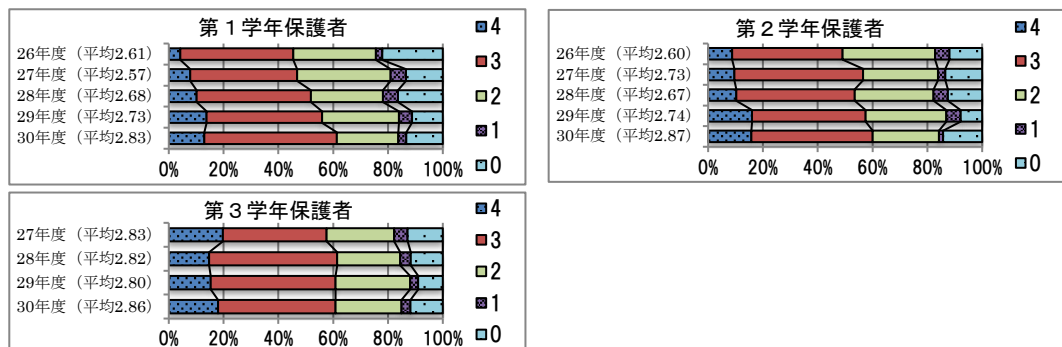 第1学年保護者
26年度（平均2.61）
27年度（平均2.57）
28年度（平均2.68）
29年度（平均2.73）
30年度（平均2.83）
0% 20% 40% 60% 80% 100%
4
3
2
1
0
第2学年保護者
26年度（平均2.60）
27年度（平均2.73）
28年度（平均2.67）
29年度（平均2.74）
30年度（平均2.87）
0% 20% 40% 60% 80% 100%
4
3
2
1
0
第3学年保護者
27年度（平均2.83）
28年度（平均2.82）
29年度（平均2.80）
30年度（平均2.86）
0% 20% 40% 60% 80% 100%
4
3
2
1
0